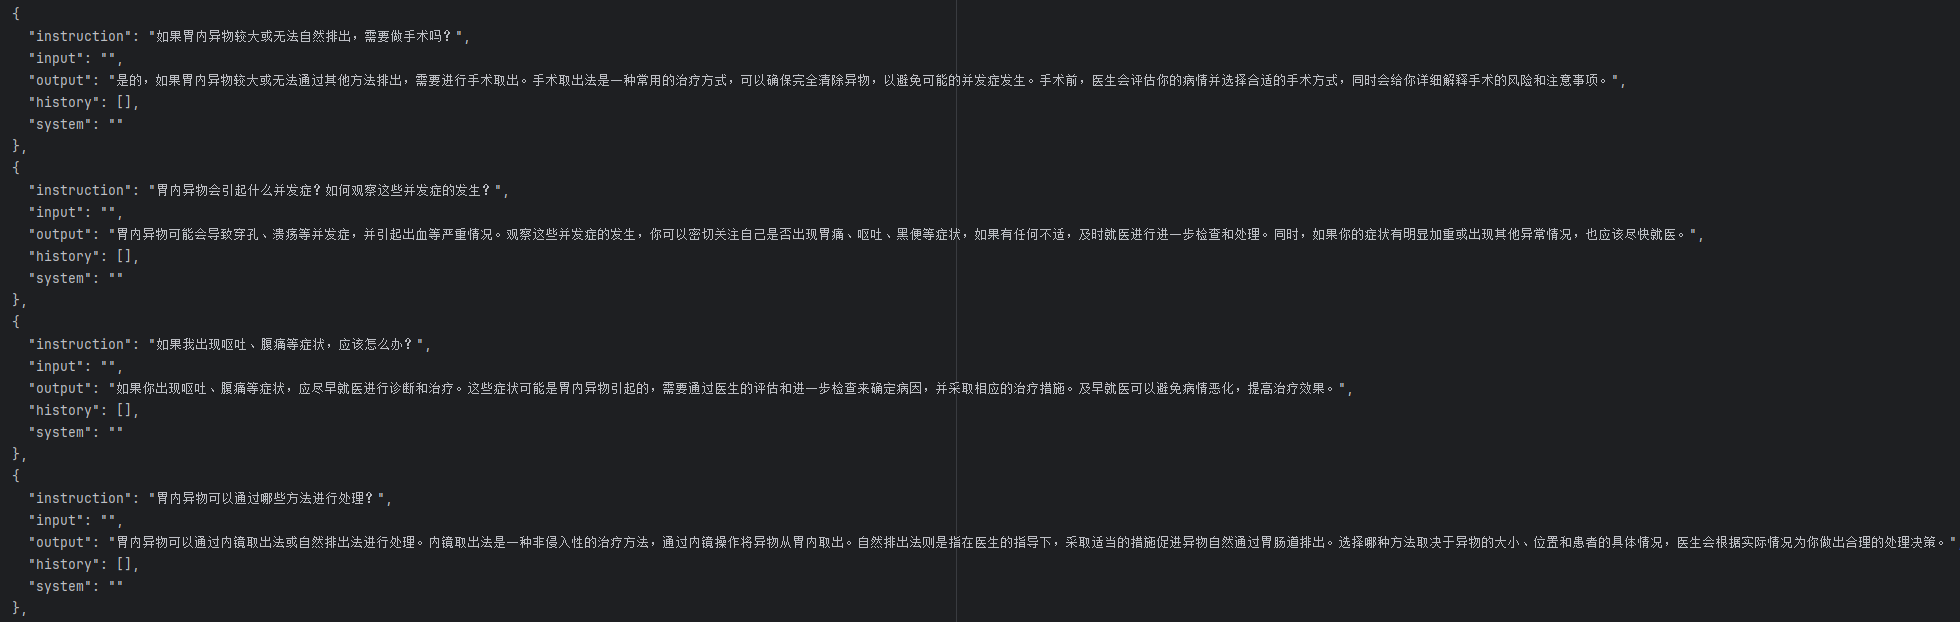 {
"instruction": "如果胃内异物较大或无法自然排出，需要做手术吗？",
"input": "",
"output": "是的，如果胃内异物较大或无法通过其他方法排出，需要进行手术取出。手术取出法是一种常用的治疗方式，可以确保完全清除异物，以避免可能的并发症发生。手术前，医生会评估你的病情并选择合适的手术方式，同时会给你详细解释手术的风险和注意事项。",
"history": [],
"system": ""
},
{
"instruction": "胃内异物会引起什么并发症？如何观察这些并发症的发生？",
"input": "",
"output": "胃内异物可能会导致穿孔、溃疡等并发症，并引起出血等严重情况。观察这些并发症的发生，你可以密切关注自己是否出现胃痛、呕吐、黑便等症状，如果有任何不适，及时就医进行进一步检查和处理。同时，如果你的症状有明显加重或出现其他异常情况，也应该尽快就医。",
"history": [],
"system": ""
},
{
"instruction": "如果我出现呕吐、腹痛等症状，应该怎么办？",
"input": "",
"output": "如果你出现呕吐、腹痛等症状，应尽早就医进行诊断和治疗。这些症状可能是胃内异物引起的，需要通过医生的评估和进一步检查来确定病因，并采取相应的治疗措施。及早就医可以避免病情恶化，提高治疗效果。",
"history": [],
"system": ""
},
{
"instruction": "胃内异物可以通过哪些方法进行处理？",
"input": "",
"output": "胃内异物可以通过内镜取出法或自然排出法进行处理。内镜取出法是一种非侵入性的治疗方法，通过内镜操作将异物从胃内取出。自然排出法则是指在医生的指导下，采取适当的措施促进异物自然通过胃肠道排出。选择哪种方法取决于异物的大小、位置和患者的具体情况，医生会根据实际情况为你做出合理的处理决策。"
"history": [],
"system": ""
},